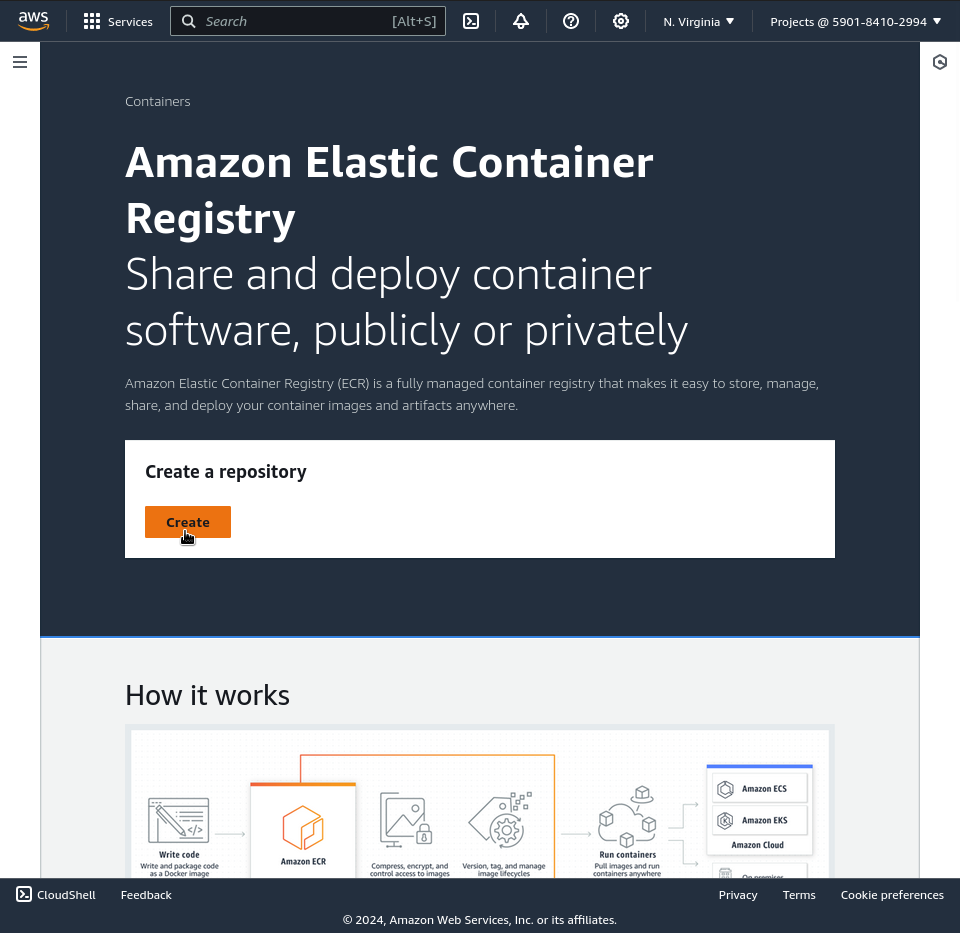 aws
Services
Search
[Alt+S]
N. Virginia
Projects @ 5901-8410-2994
Containers
Amazon Elastic Container
Registry
Share and deploy container
software, publicly or privately
Amazon Elastic Container Registry (ECR) is a fully managed container registry that makes it easy to store, manage,
share, and deploy your container images and artifacts anywhere.
Create a repository
Create
How it works
Write code
Write and package code
as a Docker image
Amazon ECR
Compress, encrypt, and
control access to images
Version, tag, and manage
image lifecycles
Run containers
Pull images and run
containers anywhere
Amazon ECS
Amazon EKS
Amazon Cloud
On premises
CloudShell
Feedback
Privacy
Terms
Cookie preferences
© 2024, Amazon Web Services, Inc. or its affiliates.